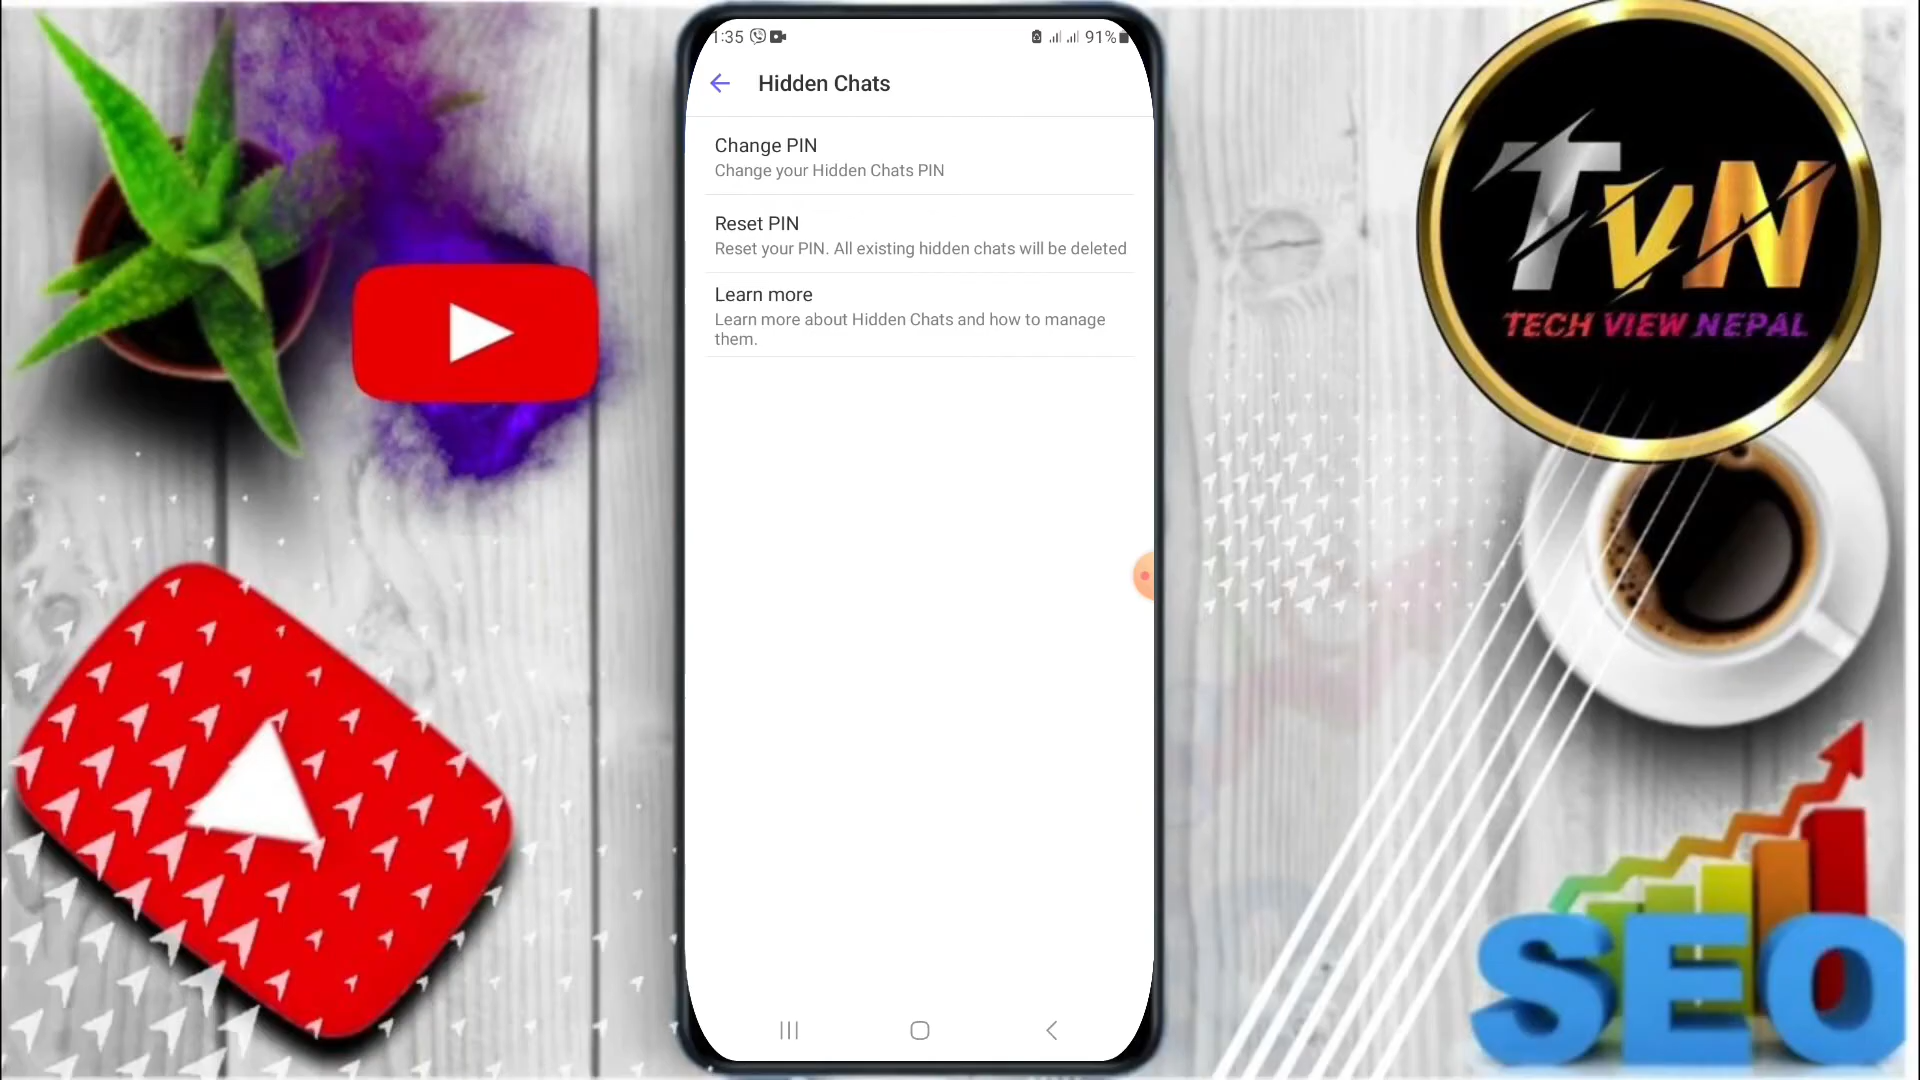 1:35
91%
Hidden Chats
Change PIN
Change your Hidden Chats PIN
Reset PIN
Reset your PIN. All existing hidden chats will be deleted
Learn more
Learn more about Hidden Chats and how to manage
them.
TVN
TECH VIEW NEPAL
SEO